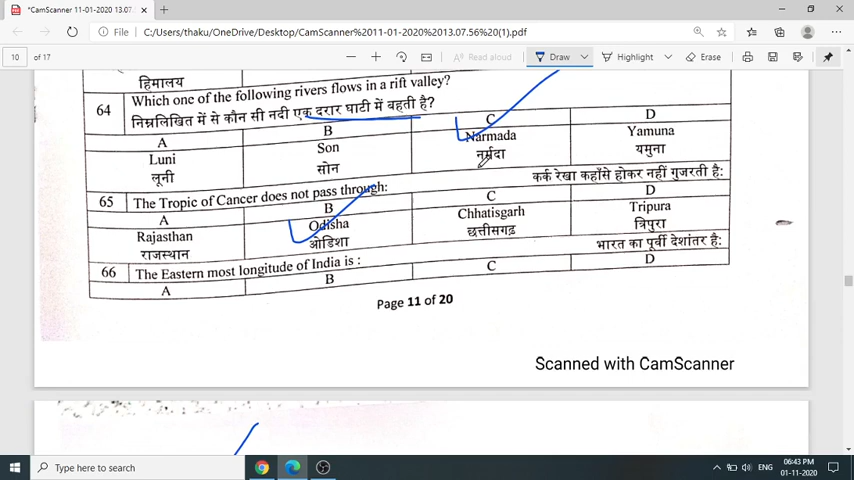 *CamScanner 11-01-2020 13.07.
C:/Users/thaku/OneDrive/Desktop/CamScanner%2011-01-2020%2013.07.56%20(1).pdf
10 of 17
Read aloud Draw Highlight Erase
हिमालय
64 Which one of the following rivers flows in a rift valley?
निम्नलिखित में से कौन सी नदी एक दरार घाटी में बहती है?
A B C D
Luni Son Narmada Yamuna
लूनी सोन नर्मदा यमुना
65 The Tropic of Cancer does not pass through: कर्क रेखा कहाँसे होकर नहीं गुजरती है:
A B C D
Rajasthan Odisha Chhatisgarh Tripura
राजस्थान ओडिशा छत्तीसगढ़ त्रिपुरा
66 The Eastern most longitude of India is : भारत का पूर्वी देशांतर है:
A B C D
Page 11 of 20
Scanned with CamScanner
Type here to search
ENG
06:43 PM
01-11-2020